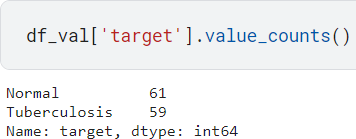 df_val['target'].value_counts()
Normal 61
Tuberculosis 59
Name: target, dtype: int64